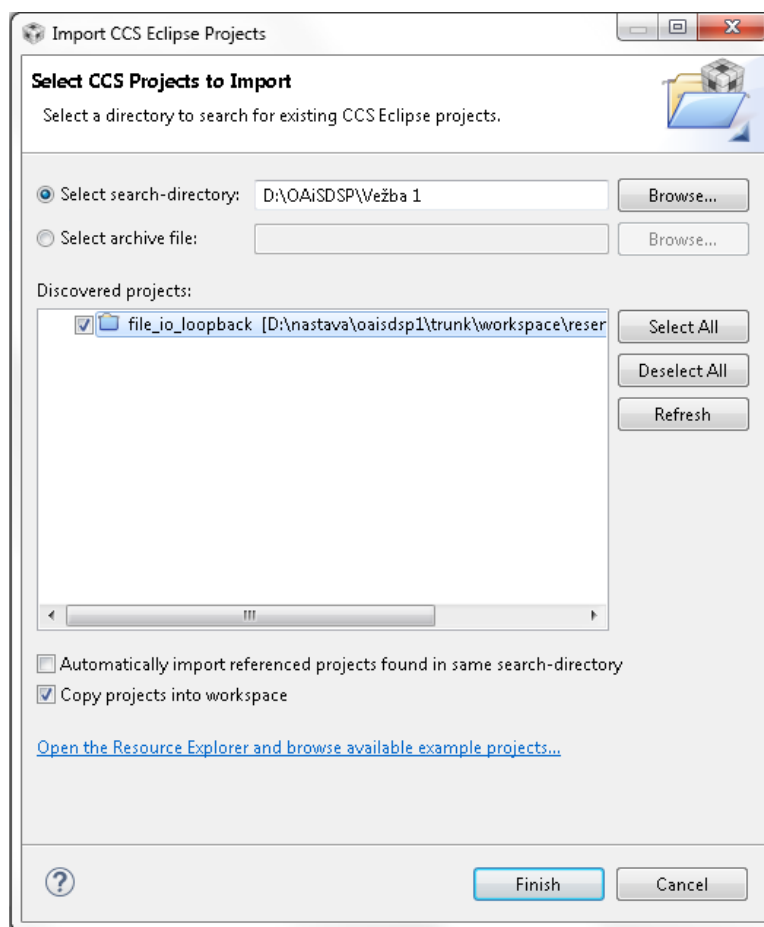 Import CCS Eclipse Projects
Select CCS Projects to Import
Select a directory to search for existing CCS Eclipse projects.
Select search-directory: D:\OAiSDSP\Vežba 1 Browse...
Select archive file: Browse...
Discovered projects:
file_io_loopback [D:\nastava\oaisdsp1\trunk\workspace\reser
Select All
Deselect All
Refresh
Automatically import referenced projects found in same search-directory
Copy projects into workspace
Open the Resource Explorer and browse available example projects...
? Finish Cancel